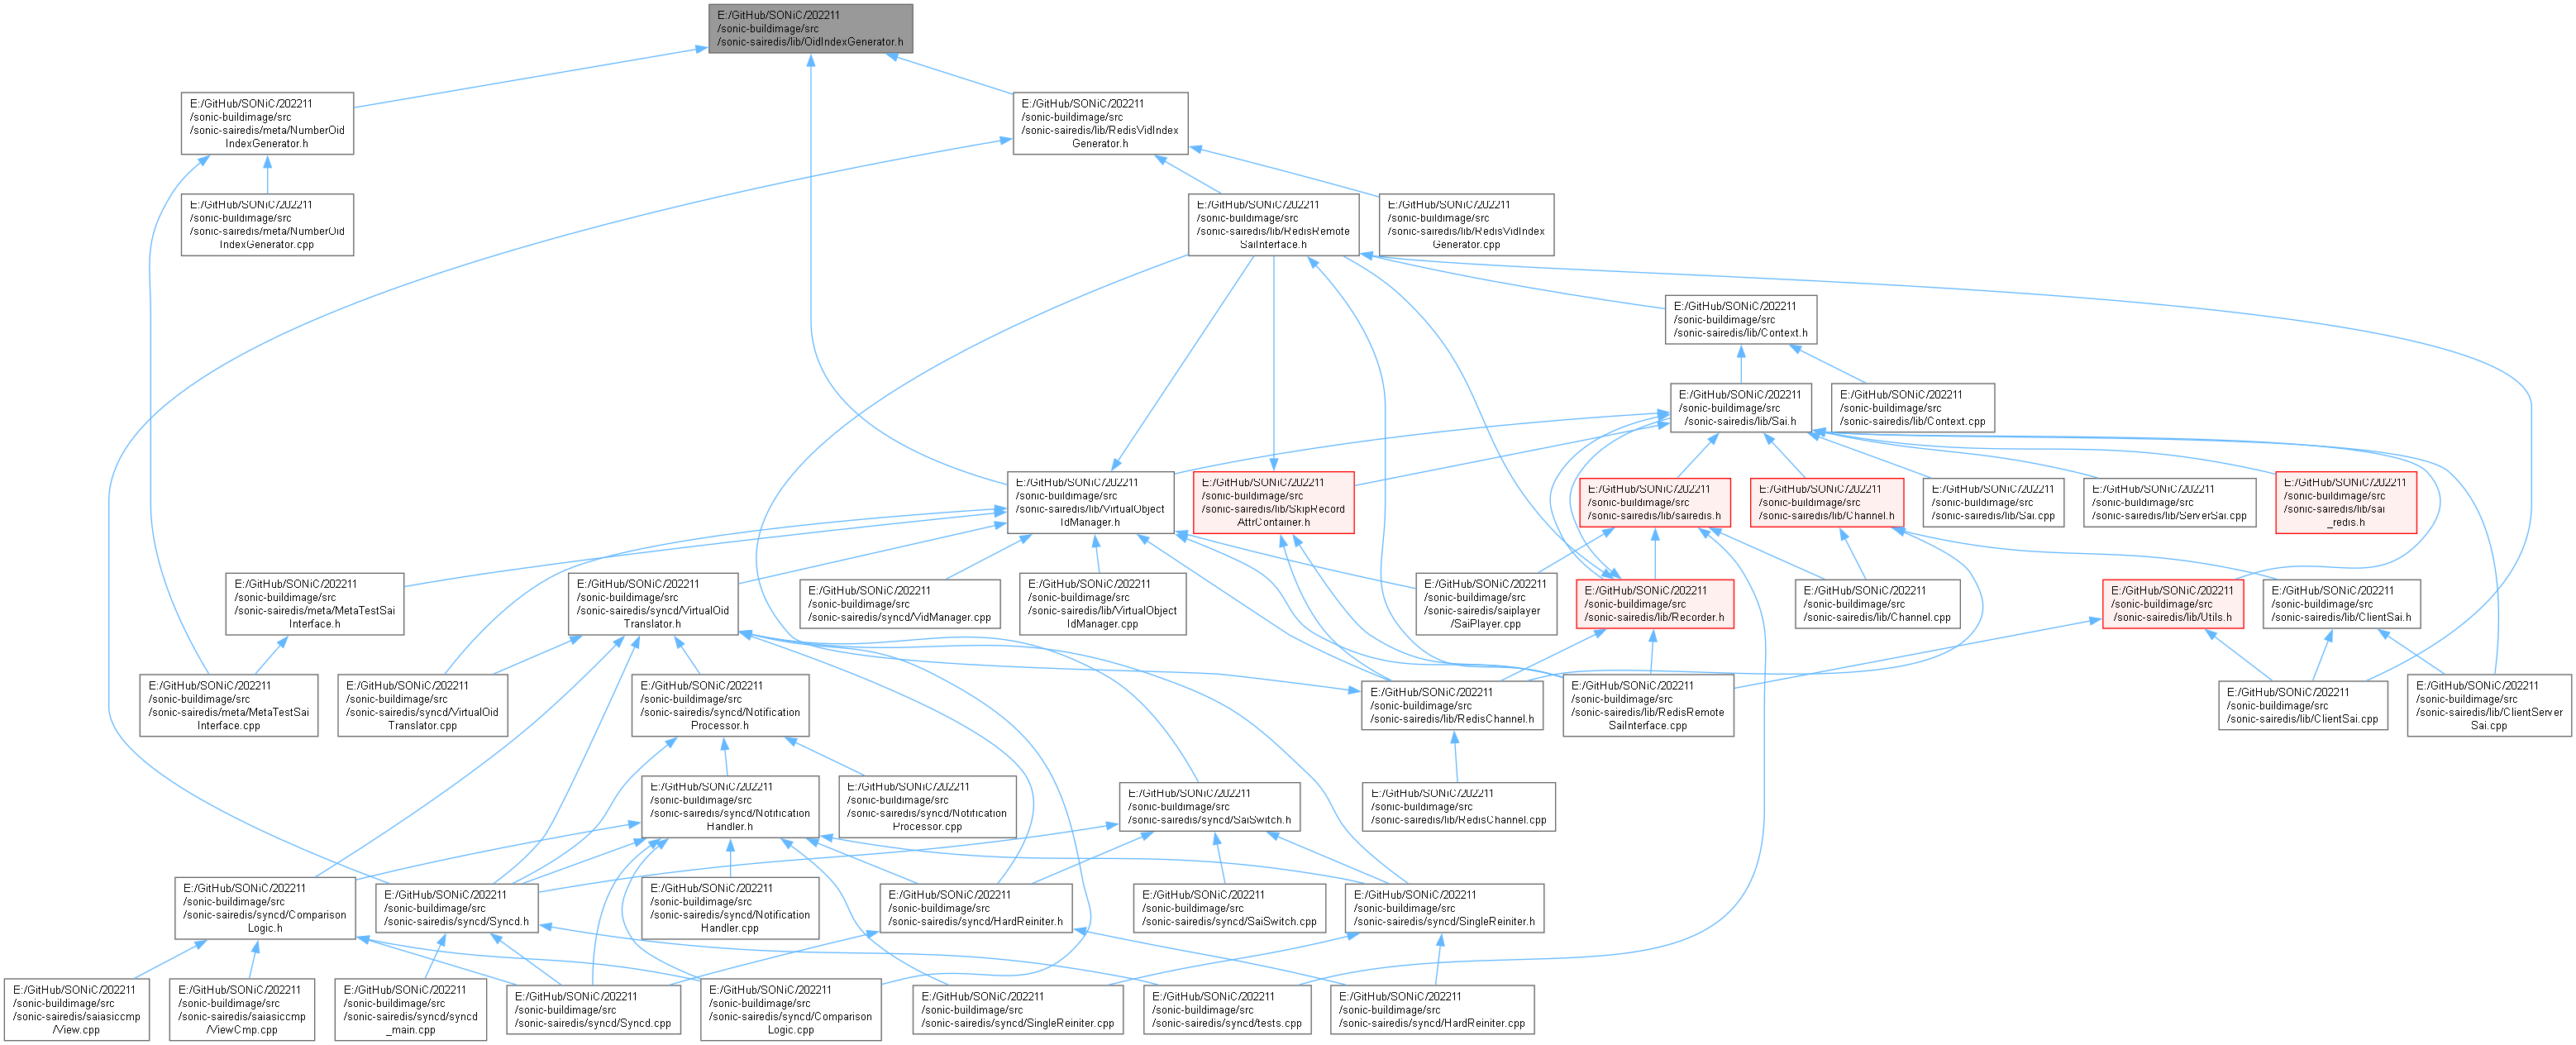 E:/GitHub/SONiC/202211
/sonic-buildimage/src
/sonic-sairedis/lib/OidIndexGenerator.h
E:/GitHub/SONiC/202211
/sonic-buildimage/src
/sonic-sairedis/meta/NumberOid
IndexGenerator.h
E:/GitHub/SONiC/202211
/sonic-buildimage/src
/sonic-sairedis/lib/RedisVidIndex
Generator.h
E:/GitHub/SONiC/202211
/sonic-buildimage/src
/sonic-sairedis/meta/NumberOid
IndexGenerator.cpp
E:/GitHub/SONiC/202211
/sonic-buildimage/src
/sonic-sairedis/lib/RedisRemote
SaiInterface.h
E:/GitHub/SONiC/202211
/sonic-buildimage/src
/sonic-sairedis/lib/RedisVidIndex
Generator.cpp
E:/GitHub/SONiC/202211
/sonic-buildimage/src
/sonic-sairedis/lib/Context.h
E:/GitHub/SONiC/202211
/sonic-buildimage/src
/sonic-sairedis/lib/Sai.h
E:/GitHub/SONiC/202211
/sonic-buildimage/src
/sonic-sairedis/lib/Context.cpp
E:/GitHub/SONiC/202211
/sonic-buildimage/src
/sonic-sairedis/lib/VirtualObject
IdManager.h
E:/GitHub/SONiC/202211
/sonic-buildimage/src
/sonic-sairedis/lib/SkipRecord
AttrContainer.h
E:/GitHub/SONiC/202211
/sonic-buildimage/src
/sonic-sairedis/lib/sairedis.h
E:/GitHub/SONiC/202211
/sonic-buildimage/src
/sonic-sairedis/lib/Channel.h
E:/GitHub/SONiC/202211
/sonic-buildimage/src
/sonic-sairedis/lib/Sai.cpp
E:/GitHub/SONiC/202211
/sonic-buildimage/src
/sonic-sairedis/lib/ServerSai.cpp
E:/GitHub/SONiC/202211
/sonic-buildimage/src
/sonic-sairedis/lib/sai
_redis.h
E:/GitHub/SONiC/202211
/sonic-buildimage/src
/sonic-sairedis/meta/MetaTestSai
Interface.h
E:/GitHub/SONiC/202211
/sonic-buildimage/src
/sonic-sairedis/syncd/VirtualOid
Translator.h
E:/GitHub/SONiC/202211
/sonic-buildimage/src
/sonic-sairedis/syncd/VidManager.cpp
E:/GitHub/SONiC/202211
/sonic-buildimage/src
/sonic-sairedis/lib/VirtualObject
IdManager.cpp
E:/GitHub/SONiC/202211
/sonic-buildimage/src
/sonic-sairedis/saiplayer
/SaiPlayer.cpp
E:/GitHub/SONiC/202211
/sonic-buildimage/src
/sonic-sairedis/lib/Recorder.h
E:/GitHub/SONiC/202211
/sonic-buildimage/src
/sonic-sairedis/lib/Channel.cpp
E:/GitHub/SONiC/202211
/sonic-buildimage/src
/sonic-sairedis/lib/Utils.h
E:/GitHub/SONiC/202211
/sonic-buildimage/src
/sonic-sairedis/lib/ClientSai.h
E:/GitHub/SONiC/202211
/sonic-buildimage/src
/sonic-sairedis/meta/MetaTestSai
Interface.cpp
E:/GitHub/SONiC/202211
/sonic-buildimage/src
/sonic-sairedis/syncd/VirtualOid
Translator.cpp
E:/GitHub/SONiC/202211
/sonic-buildimage/src
/sonic-sairedis/syncd/Notification
Processor.h
E:/GitHub/SONiC/202211
/sonic-buildimage/src
/sonic-sairedis/lib/RedisChannel.h
E:/GitHub/SONiC/202211
/sonic-buildimage/src
/sonic-sairedis/lib/RedisRemote
SaiInterface.cpp
E:/GitHub/SONiC/202211
/sonic-buildimage/src
/sonic-sairedis/lib/ClientSai.cpp
E:/GitHub/SONiC/202211
/sonic-buildimage/src
/sonic-sairedis/lib/ClientServer
Sai.cpp
E:/GitHub/SONiC/202211
/sonic-buildimage/src
/sonic-sairedis/syncd/Notification
Handler.h
E:/GitHub/SONiC/202211
/sonic-buildimage/src
/sonic-sairedis/syncd/Notification
Processor.cpp
E:/GitHub/SONiC/202211
/sonic-buildimage/src
/sonic-sairedis/syncd/SaiSwitch.h
E:/GitHub/SONiC/202211
/sonic-buildimage/src
/sonic-sairedis/lib/RedisChannel.cpp
E:/GitHub/SONiC/202211
/sonic-buildimage/src
/sonic-sairedis/syncd/Comparison
Logic.h
E:/GitHub/SONiC/202211
/sonic-buildimage/src
/sonic-sairedis/syncd/Syncd.h
E:/GitHub/SONiC/202211
/sonic-buildimage/src
/sonic-sairedis/syncd/Notification
Handler.cpp
E:/GitHub/SONiC/202211
/sonic-buildimage/src
/sonic-sairedis/syncd/HardReiniter.h
E:/GitHub/SONiC/202211
/sonic-buildimage/src
/sonic-sairedis/syncd/SaiSwitch.cpp
E:/GitHub/SONiC/202211
/sonic-buildimage/src
/sonic-sairedis/syncd/SingleReiniter.h
E:/GitHub/SONiC/202211
/sonic-buildimage/src
/sonic-sairedis/saiasiccmp
/View.cpp
E:/GitHub/SONiC/202211
/sonic-buildimage/src
/sonic-sairedis/saiasiccmp
/ViewCmp.cpp
E:/GitHub/SONiC/202211
/sonic-buildimage/src
/sonic-sairedis/syncd/syncd
_main.cpp
E:/GitHub/SONiC/202211
/sonic-buildimage/src
/sonic-sairedis/syncd/Syncd.cpp
E:/GitHub/SONiC/202211
/sonic-buildimage/src
/sonic-sairedis/syncd/Comparison
Logic.cpp
E:/GitHub/SONiC/202211
/sonic-buildimage/src
/sonic-sairedis/syncd/SingleReiniter.cpp
E:/GitHub/SONiC/202211
/sonic-buildimage/src
/sonic-sairedis/syncd/tests.cpp
E:/GitHub/SONiC/202211
/sonic-buildimage/src
/sonic-sairedis/syncd/HardReiniter.cpp